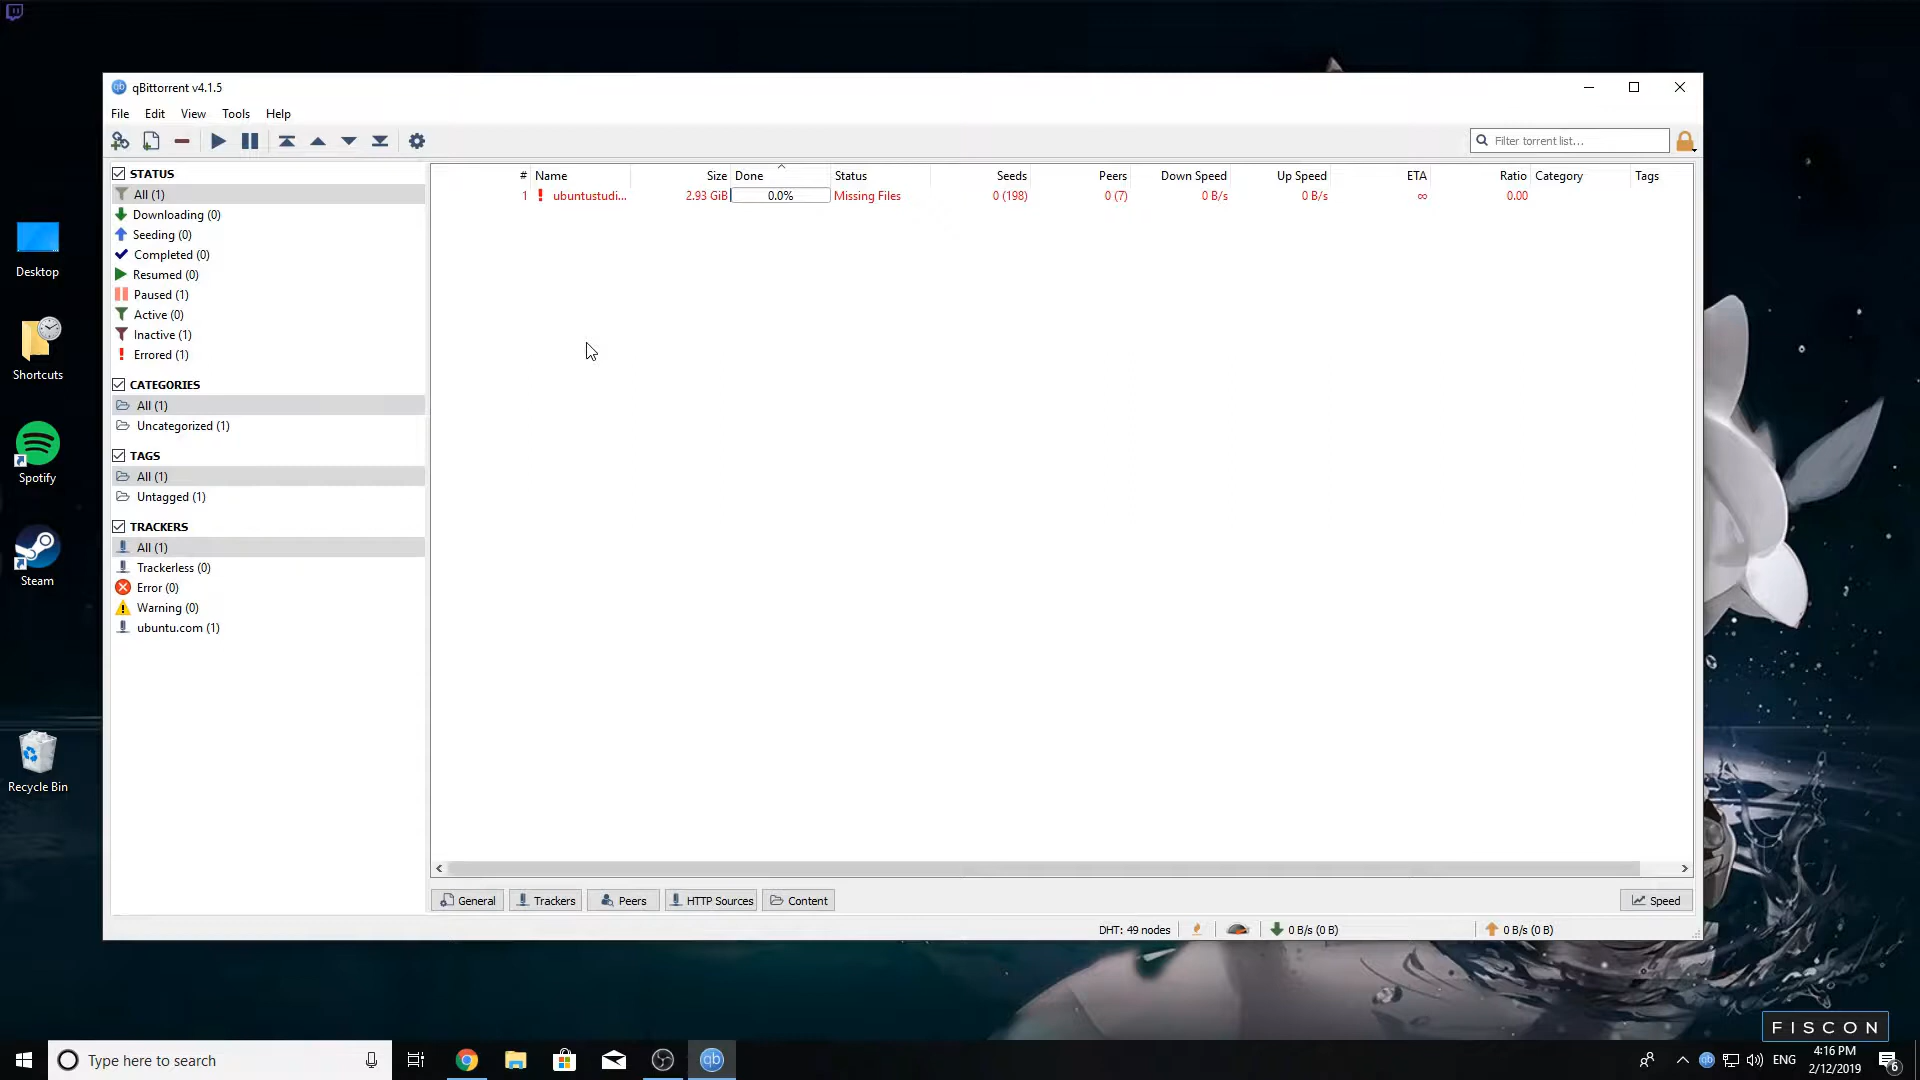 qBittorrent v4.1.5
File Edit View Tools Help
Filter torrent list...
STATUS
All (1)
Downloading (0)
Seeding (0)
Completed (0)
Resumed (0)
Paused (1)
Active (0)
Inactive (1)
Errored (1)
CATEGORIES
All (1)
Uncategorized (1)
TAGS
All (1)
Untagged (1)
TRACKERS
All (1)
Trackerless (0)
Error (0)
Warning (0)
ubuntu.com (1)
# Name Size Done Status Seeds Peers Down Speed Up Speed ETA Ratio Category Tags
1 ubuntustudi... 2.93 GiB 0.0% Missing Files 0 (198) 0 (7) 0 B/s 0 B/s ∞ 0.00
General Trackers Peers HTTP Sources Content Speed
DHT: 49 nodes 0 B/s (0 B) 0 B/s (0 B)
Desktop
Shortcuts
Spotify
Steam
Recycle Bin
FISCON
Type here to search
qb
ENG
4:16 PM
2/12/2019
6